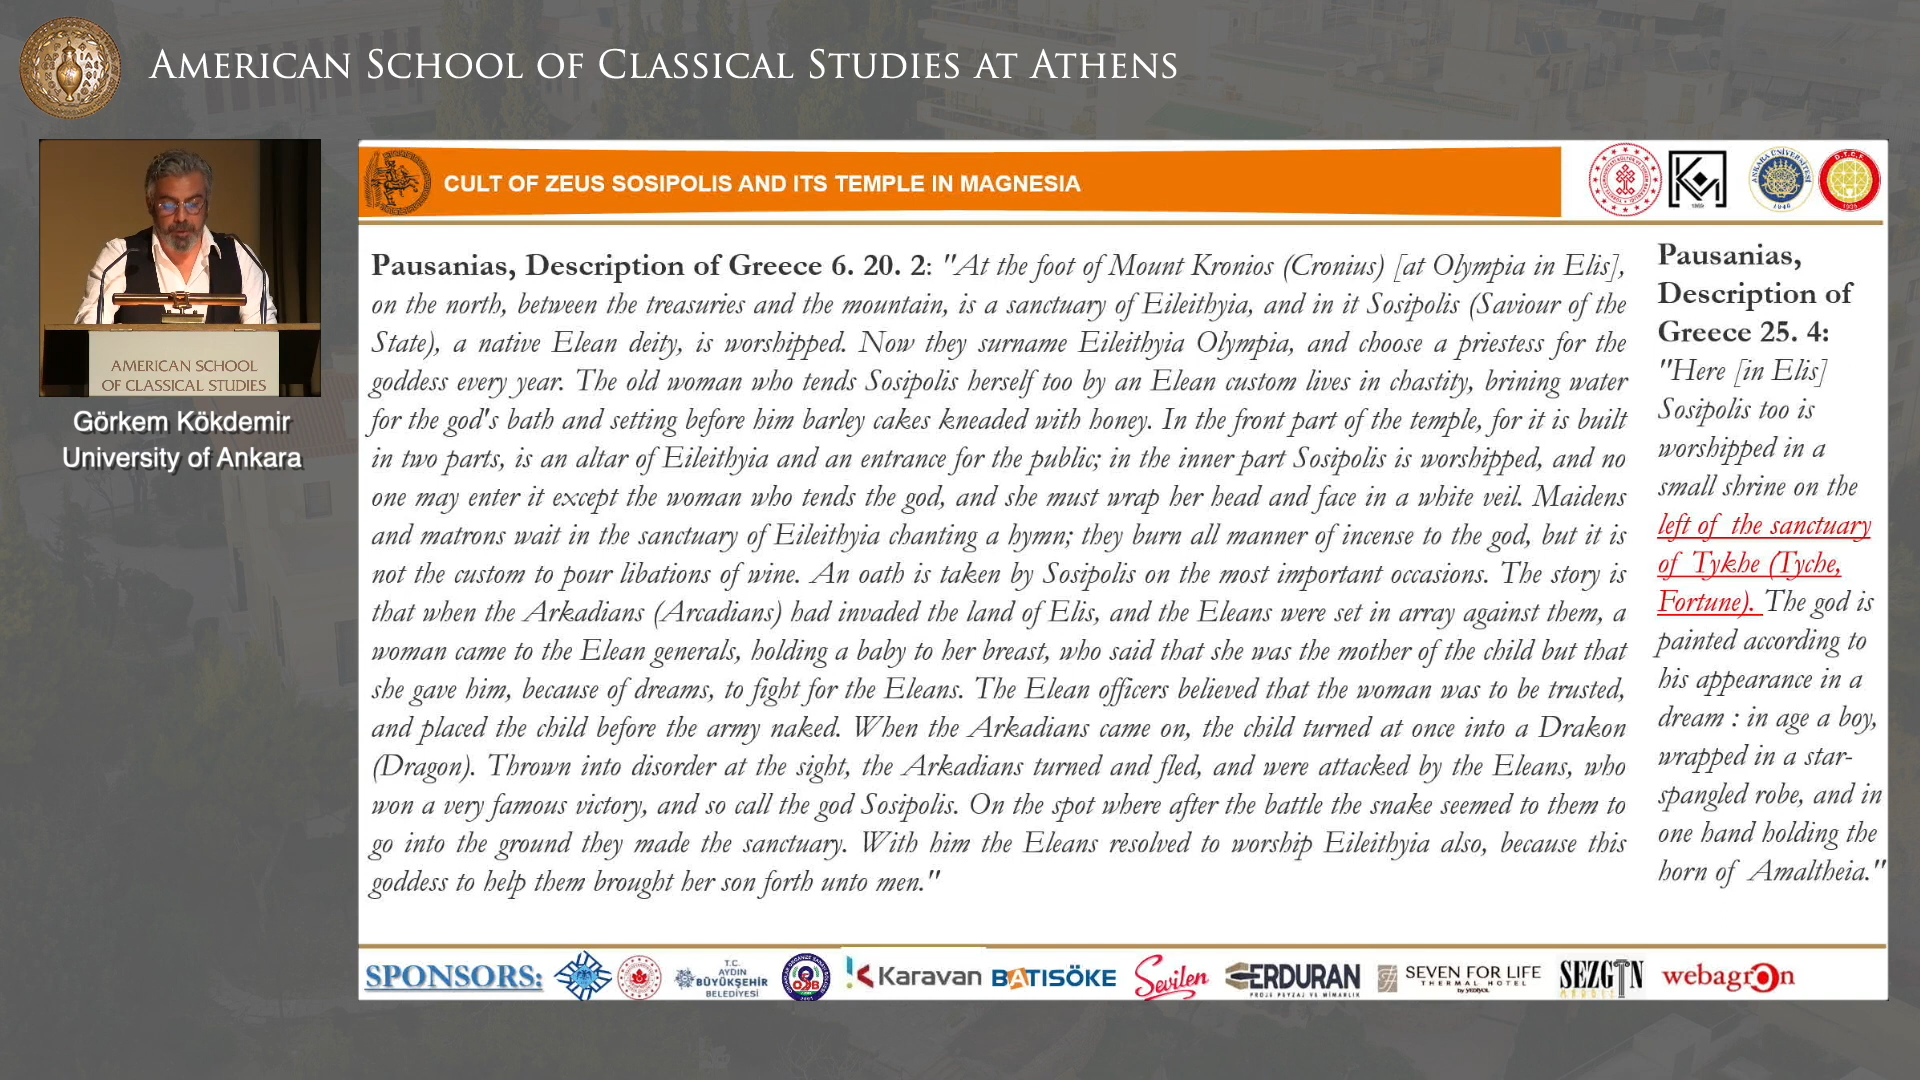 AMERICAN SCHOOL OF CLASSICAL STUDIES AT ATHENS
AMERICAN SCHOOL
OF CLASSICAL STUDIES
Görkem Kökdemir
University of Ankara
CULT OF ZEUS SOSIPOLIS AND ITS TEMPLE IN MAGNESIA
ANKARA ÜNİVERSİTESİ
1946
D.T.C.F.
1935
Pausanias, Description of Greece 6. 20. 2: "At the foot of Mount Kronios (Cronius) [at Olympia in Elis],
on the north, between the treasuries and the mountain, is a sanctuary of Eileithyia, and in it Sosipolis (Saviour of the
State), a native Elean deity, is worshipped. Now they surname Eileithyia Olympia, and choose a priestess for the
goddess every year. The old woman who tends Sosipolis herself too by an Elean custom lives in chastity, brining water
for the god's bath and setting before him barley cakes kneaded with honey. In the front part of the temple, for it is built
in two parts, is an altar of Eileithyia and an entrance for the public; in the inner part Sosipolis is worshipped, and no
one may enter it except the woman who tends the god, and she must wrap her head and face in a white veil. Maidens
and matrons wait in the sanctuary of Eileithyia chanting a hymn; they burn all manner of incense to the god, but it is
not the custom to pour libations of wine. An oath is taken by Sosipolis on the most important occasions. The story is
that when the Arkadians (Arcadians) had invaded the land of Elis, and the Eleans were set in array against them, a
woman came to the Elean generals, holding a baby to her breast, who said that she was the mother of the child but that
she gave him, because of dreams, to fight for the Eleans. The Elean officers believed that the woman was to be trusted,
and placed the child before the army naked. When the Arkadians came on, the child turned at once into a Drakon
(Dragon). Thrown into disorder at the sight, the Arkadians turned and fled, and were attacked by the Eleans, who
won a very famous victory, and so call the god Sosipolis. On the spot where after the battle the snake seemed to them to
go into the ground they made the sanctuary. With him the Eleans resolved to worship Eileithyia also, because this
goddess to help them brought her son forth unto men."
Pausanias,
Description of
Greece 25. 4:
"Here [in Elis]
Sosipolis too is
worshipped in a
small shrine on the
left of the sanctuary
of Tykhe (Tyche,
Fortune). The god is
painted according to
his appearance in a
dream : in age a boy,
wrapped in a star-
spangled robe, and in
one hand holding the
horn of Amaltheia."
SPONSORS:
T.C.
AYDIN
BÜYÜKŞEHİR
BELEDİYESİ
OSB
Karavan
BATISÖKE
Sevilen
ERDURAN
PROJE PEYZAJ VE MİMARLIK
SEVEN FOR LIFE
THERMAL HOTEL
by YEDİYOL
SEZGIN
webagron